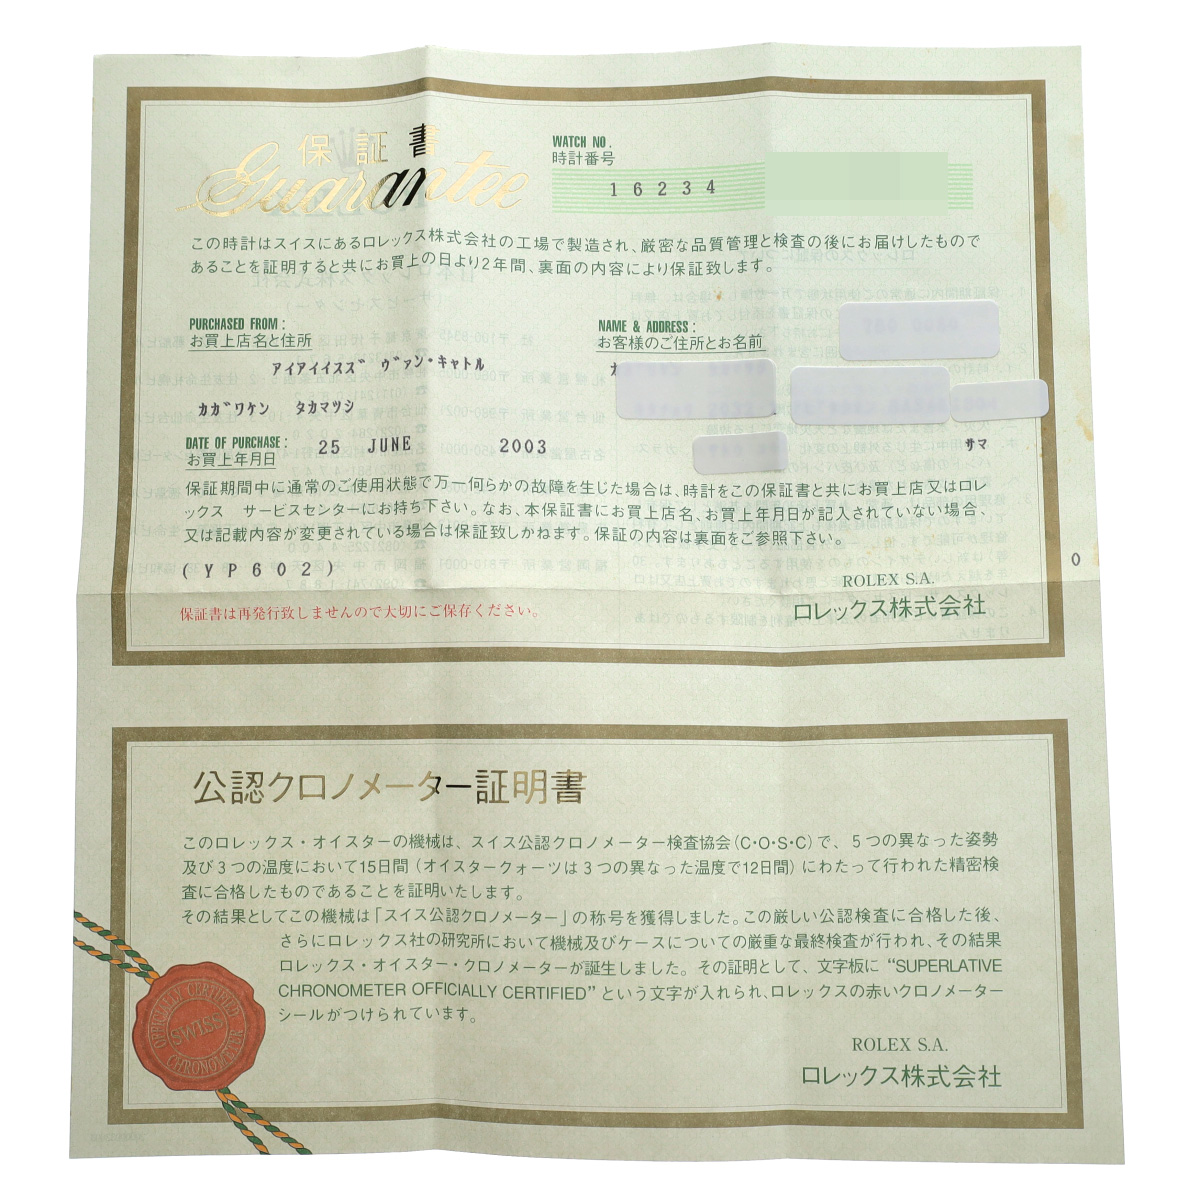 保証書
Guarantee
WATCH NO.
時計番号
16234
この時計はスイスにあるロレックス株式会社の工場で製造され、厳密な品質管理と検査の後にお届けしたもので
あることを証明すると共にお買上の日より2年間、裏面の内容により保証致します。
PURCHASED FROM:
お買上店名と住所
アイアイイスズ ヴァン・キャトル
カガワケン タカマツシ
NAME & ADDRESS:
お客様のご住所とお名前
サマ
DATE OF PURCHASE:
お買上年月日
25 JUNE 2003
保証期間中に通常のご使用状態で万一何らかの故障を生じた場合は、時計をこの保証書と共にお買上店又はロレ
ックス サービスセンターにお持ち下さい。なお、本保証書にお買上店名、お買上年月日が記入されていない場合、
又は記載内容が変更されている場合は保証致しかねます。保証の内容は裏面をご参照下さい。
(YP602)
0
ROLEX S.A.
ロレックス株式会社
保証書は再発行致しませんので大切にご保存ください。
公認クロノメーター証明書
このロレックス・オイスターの機械は、スイス公認クロノメーター検査協会(C・O・S・C)で、5つの異なった姿勢
及び3つの温度において15日間(オイスタークォーツは3つの異なった温度で12日間)にわたって行われた精密検
査に合格したものであることを証明いたします。
その結果としてこの機械は「スイス公認クロノメーター」の称号を獲得しました。この厳しい公認検査に合格した後、
さらにロレックス社の研究所において機械及びケースについての厳重な最終検査が行われ、その結果
ロレックス・オイスター・クロノメーターが誕生しました。その証明として、文字板に“SUPERLATIVE
CHRONOMETER OFFICIALLY CERTIFIED”という文字が入れられ、ロレックスの赤いクロノメーター
シールがつけられています。
OFFICIALLY CERTIFIED
SWISS
CHRONOMETER
ROLEX S.A.
ロレックス株式会社